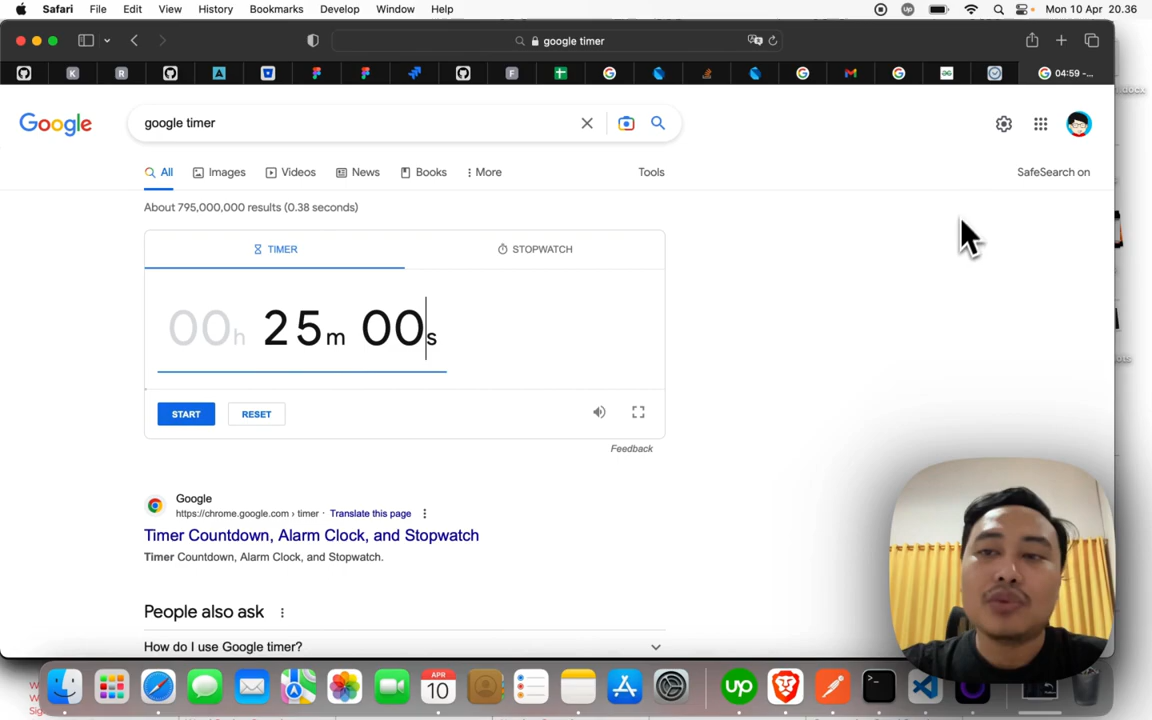 Safari File Edit View History Bookmarks Develop Window Help Mon 10 Apr 20.36
google timer
K R F 04:59 -...
Google google timer
All Images Videos News Books More Tools SafeSearch on
About 795,000,000 results (0.38 seconds)
TIMER STOPWATCH
00h 25m 00s
START RESET
Feedback
Google
https://chrome.google.com › timer · Translate this page
Timer Countdown, Alarm Clock, and Stopwatch
Timer Countdown, Alarm Clock, and Stopwatch.
People also ask
How do I use Google timer?
APR
10
up